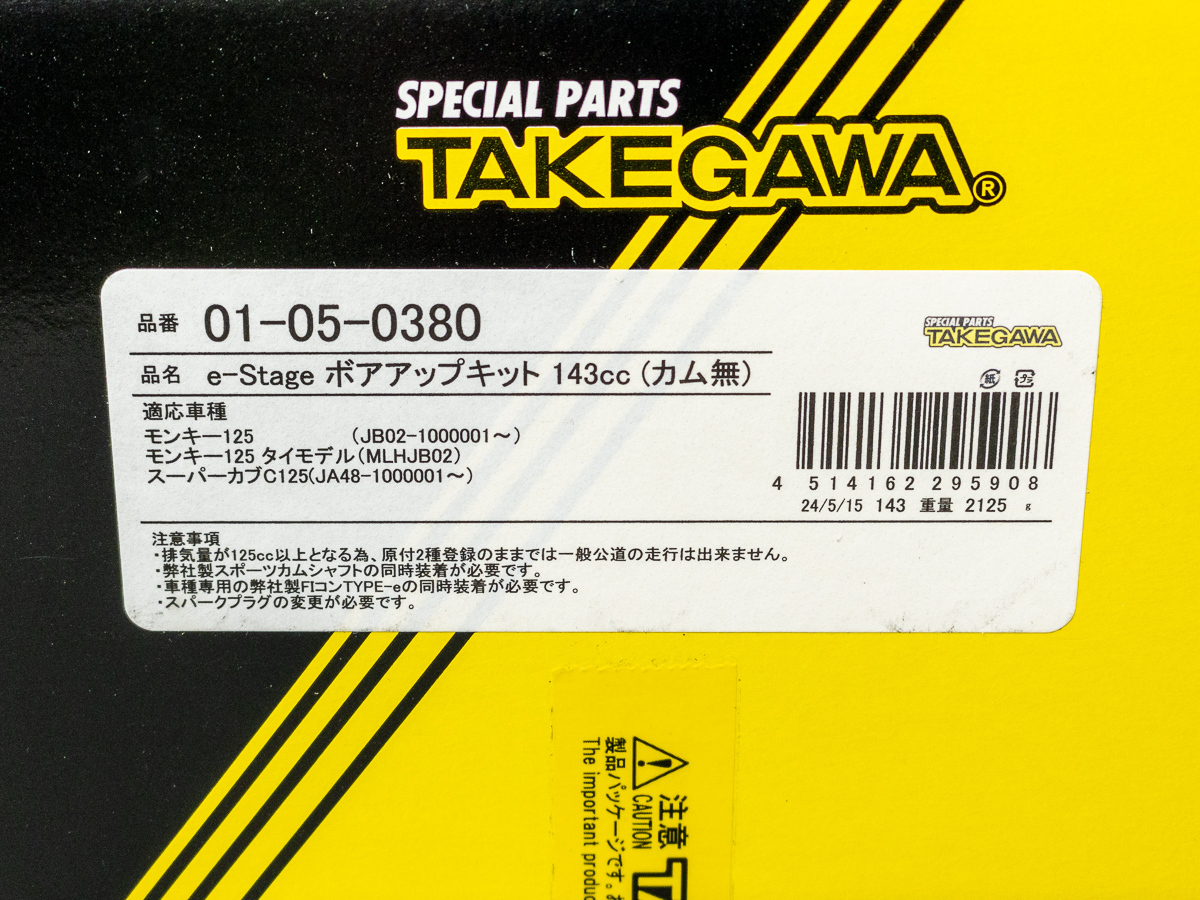 SPECIAL PARTS
TAKEGAWA®
品番 01-05-0380
SPECIAL PARTS
TAKEGAWA
品名 e-Stage ボアアップキット 143cc (カム無)
紙 プラ
適応車種
モンキー125 (JB02-1000001～)
モンキー125 タイモデル(MLHJB02)
スーパーカブC125(JA48-1000001～)
4 514162 295908
24/5/15 143 重量 2125 g
注意事項
・排気量が125cc以上となる為、原付2種登録のままでは一般公道の走行は出来ません。
・弊社製スポーツカムシャフトの同時装着が必要です。
・車種専用の弊社製FIコンTYPE-eの同時装着が必要です。
・スパークプラグの変更が必要です。
注意
CAUTION
製品パッケージです。
The important